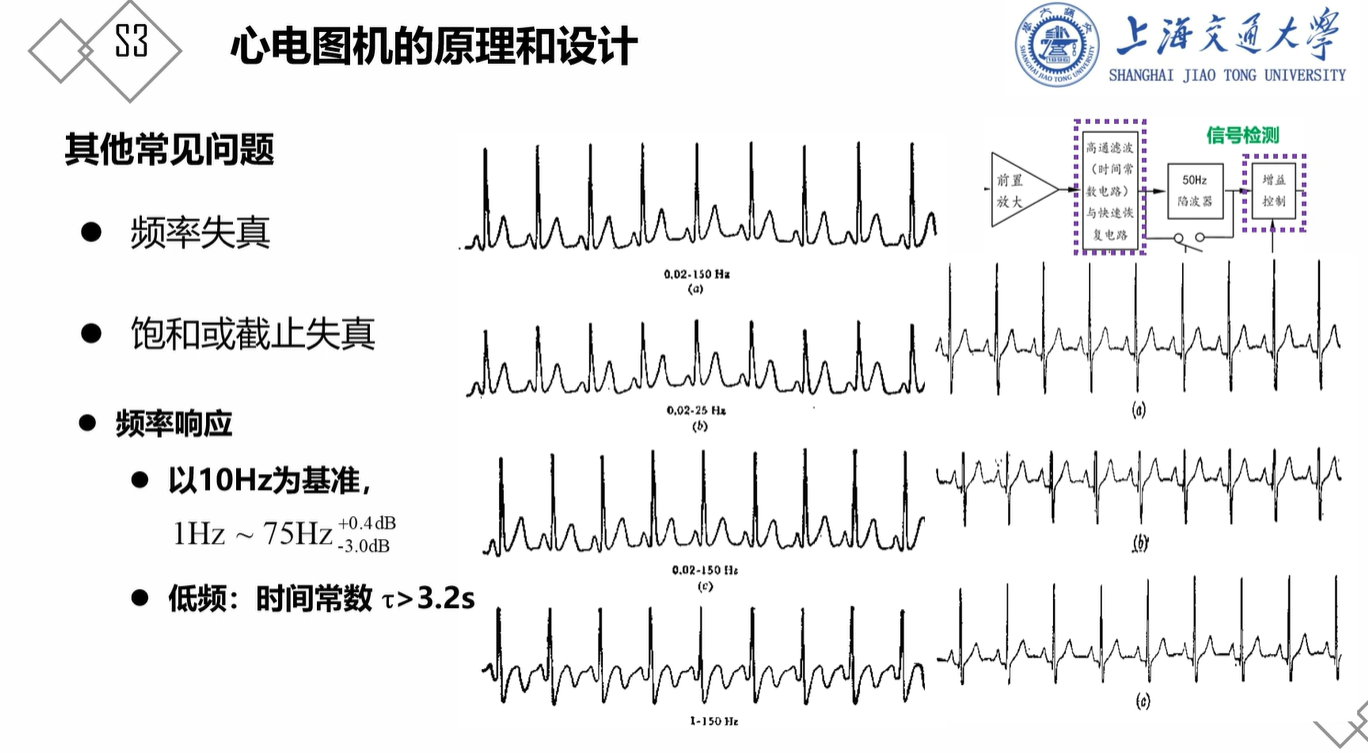 S3
心电图机的原理和设计
上海交通大学
SHANGHAI JIAO TONG UNIVERSITY
其他常见问题
● 频率失真
● 饱和或截止失真
● 频率响应
● 以10Hz为基准，
1Hz ~ 75Hz +0.4dB -3.0dB
● 低频：时间常数 τ>3.2s
0.02-150 Hz
(a)
0.02-25 Hz
(b)
0.02-150 Hz
(c)
1-150 Hz
信号检测
前置
放大
高通滤波
（时间常
数电路）
与快速恢
复电路
50Hz
陷波器
增益
控制
(a)
(b)
(c)